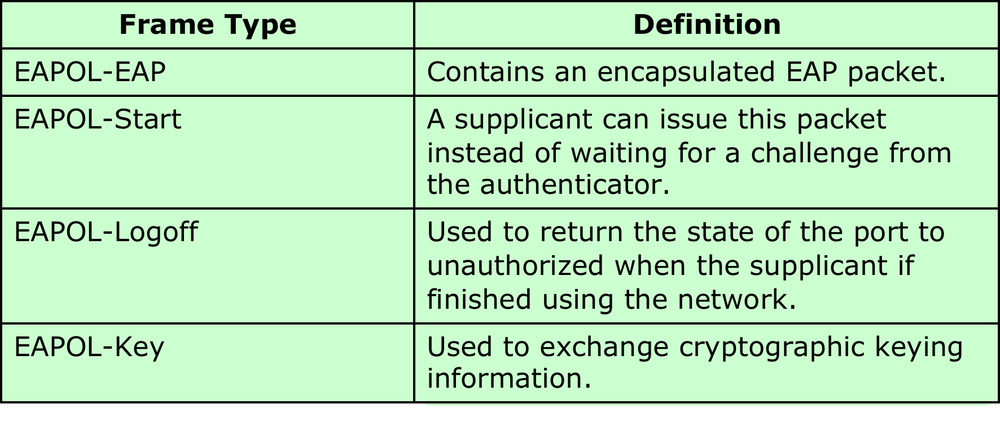 Frame Type
Definition
EAPOL-EAP
Contains an encapsulated EAP packet.
EAPOL-Start
A supplicant can issue this packet
instead of waiting for a challenge from
the authenticator.
EAPOL-Logoff
Used to return the state of the port to
unauthorized when the supplicant if
finished using the network.
EAPOL-Key
Used to exchange cryptographic keying
information.